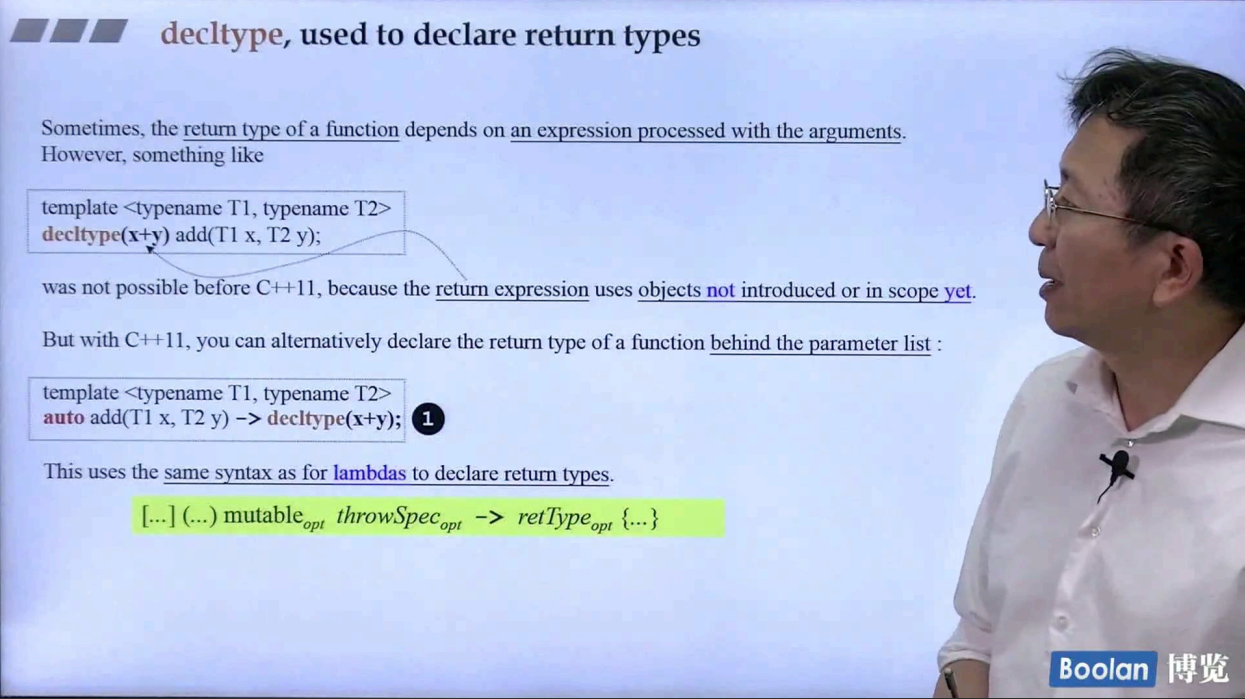 decltype, used to declare return types
Sometimes, the return type of a function depends on an expression processed with the arguments.
However, something like
template <typename T1, typename T2>
decltype(x+y) add(T1 x, T2 y);
was not possible before C++11, because the return expression uses objects not introduced or in scope yet.
But with C++11, you can alternatively declare the return type of a function behind the parameter list :
template <typename T1, typename T2>
auto add(T1 x, T2 y) -> decltype(x+y);
1
This uses the same syntax as for lambdas to declare return types.
[...] (...) mutable opt throwSpec opt -> retType opt {...}
Boolan 博览